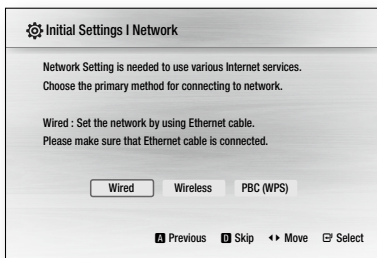 Initial Settings I Network
Network Setting is needed to use various Internet services.
Choose the primary method for connecting to network.
Wired : Set the network by using Ethernet cable.
Please make sure that Ethernet cable is connected.
Wired Wireless PBC (WPS)
A Previous D Skip Move Select